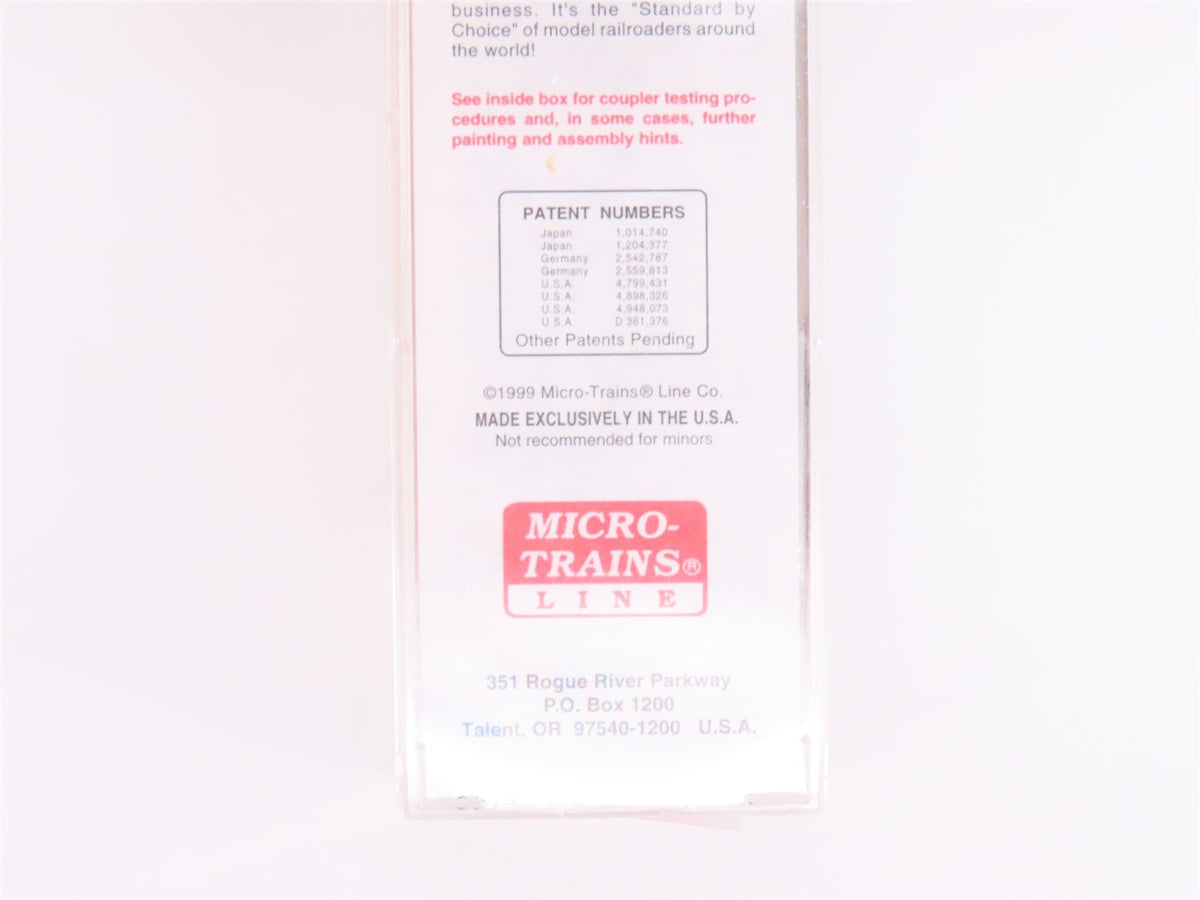 business. It's the "Standard by
Choice" of model railroaders around
the world!
See inside box for coupler testing pro-
cedures and, in some cases, further
painting and assembly hints.
PATENT NUMBERS
Japan 1,014,740
Japan 1,204,377
Germany 2,542,787
Germany 2,559,813
U.S.A. 4,799,431
U.S.A. 4,898,326
U.S.A. 4,948,073
U.S.A. D 381,376
Other Patents Pending
©1999 Micro-Trains® Line Co.
MADE EXCLUSIVELY IN THE U.S.A.
Not recommended for minors
MICRO-
TRAINS®
LINE
351 Rogue River Parkway
P.O. Box 1200
Talent, OR 97540-1200 U.S.A.